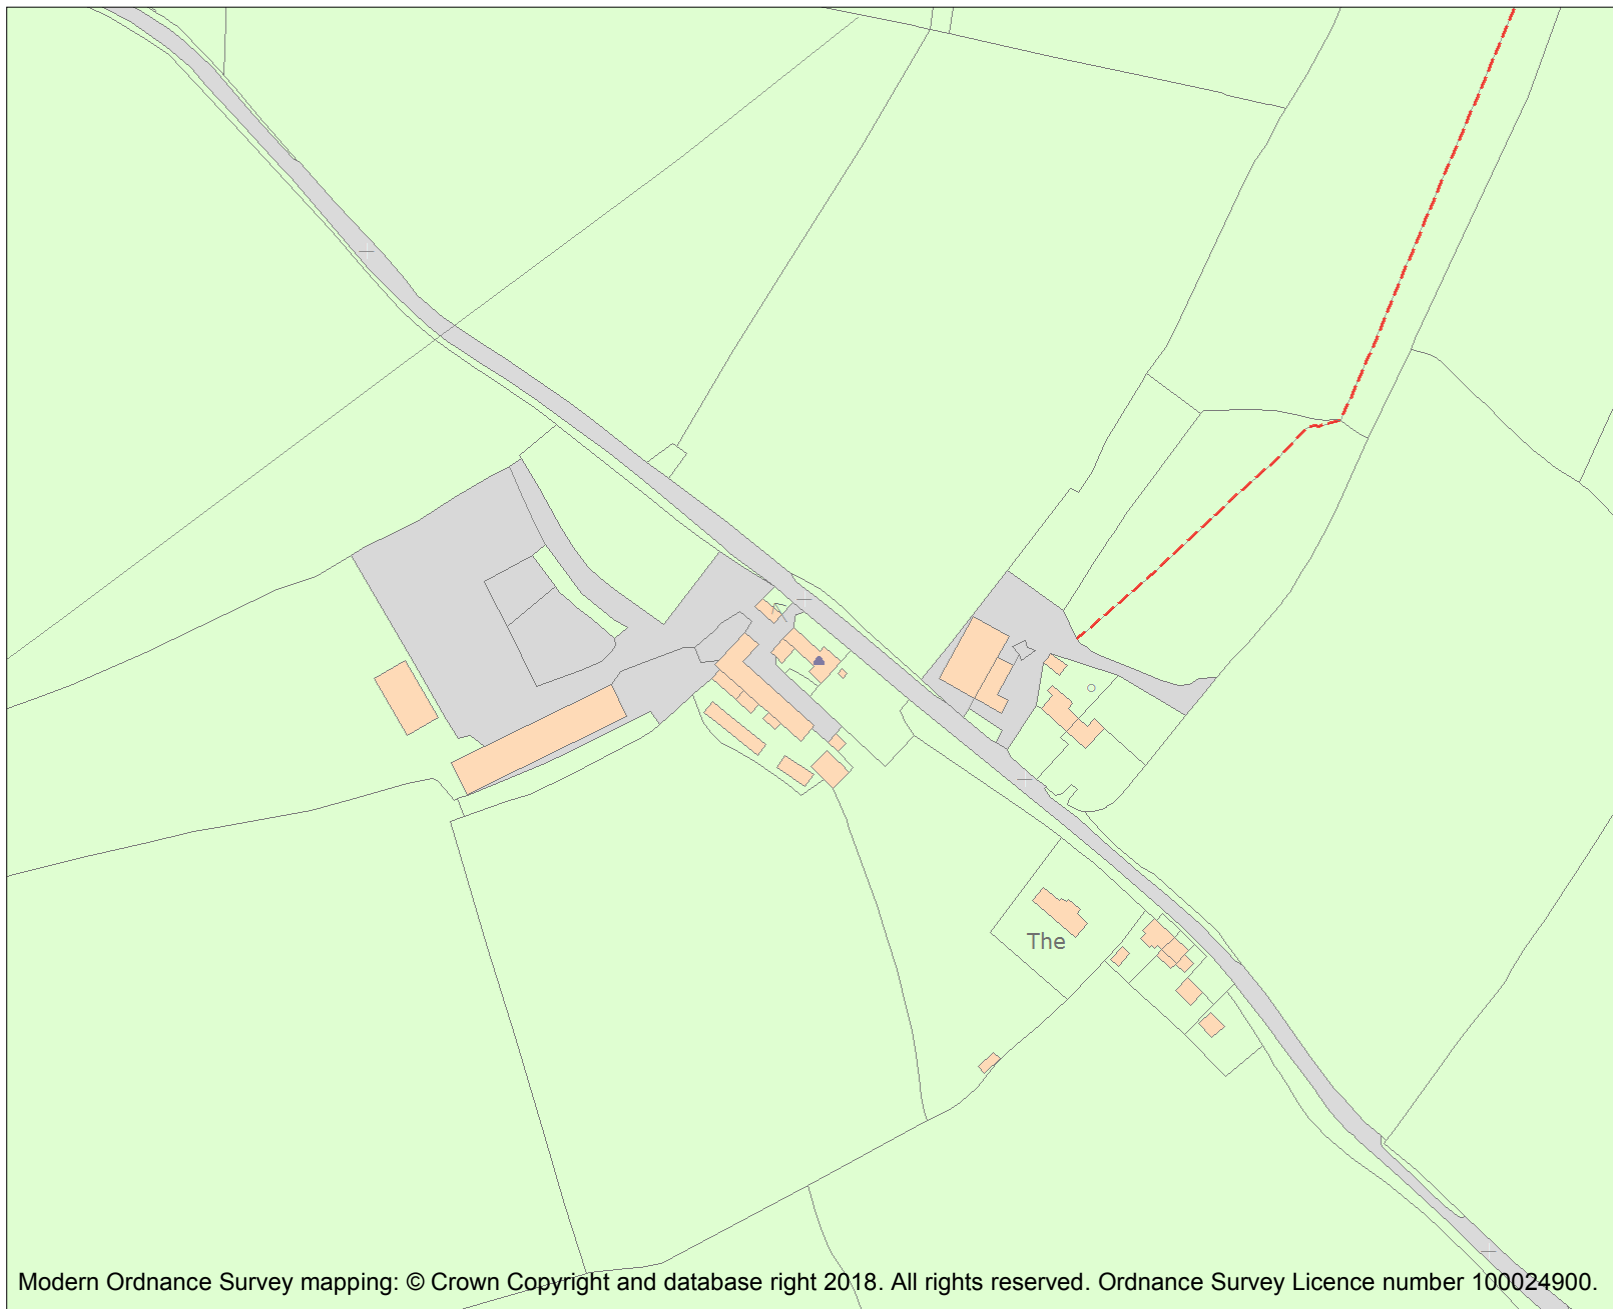 The
Modern Ordnance Survey mapping: © Crown Copyright and database right 2018. All rights reserved. Ordnance Survey Licence number 100024900.